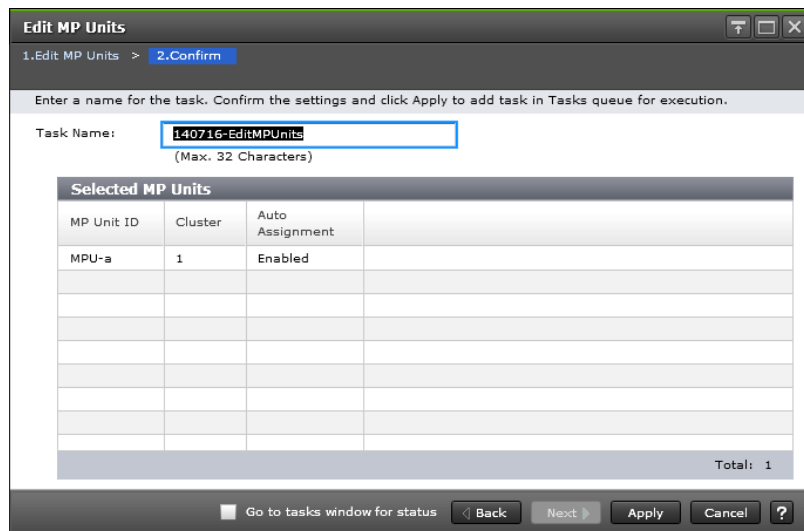 Edit MP Units
1.Edit MP Units > 2.Confirm
Enter a name for the task. Confirm the settings and click Apply to add task in Tasks queue for execution.
Task Name: 140716-EditMPUnits
(Max. 32 Characters)
Selected MP Units
MP Unit ID Cluster Auto Assignment
MPU-a 1 Enabled
Total: 1
Go to tasks window for status Back Next Apply Cancel ?